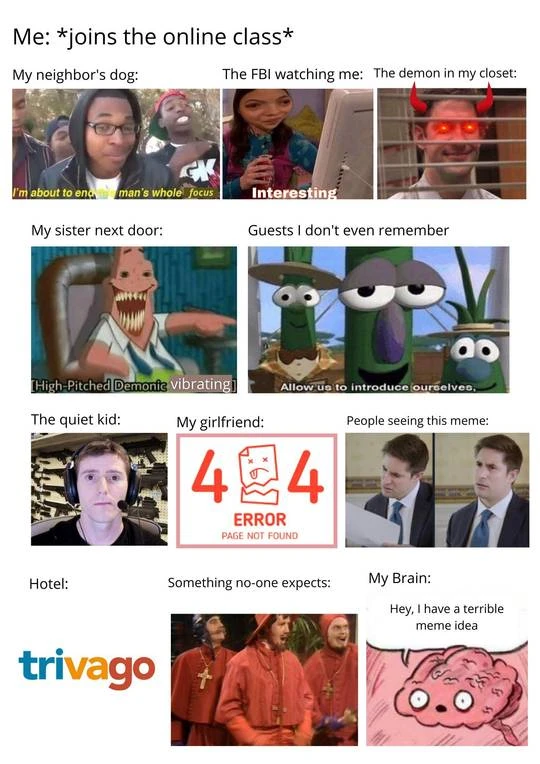 Me: *joins the online class*
My neighbor's dog:
The FBI watching me:
The demon in my closet:
I'm about to end this man's whole focus
GK
Interesting
My sister next door:
Guests I don't even remember
[High-Pitched Demonic vibrating]
Allow us to introduce ourselves.
The quiet kid:
My girlfriend:
People seeing this meme:
4 4
ERROR
PAGE NOT FOUND
Hotel:
Something no-one expects:
My Brain:
trivago
Hey, I have a terrible
meme idea